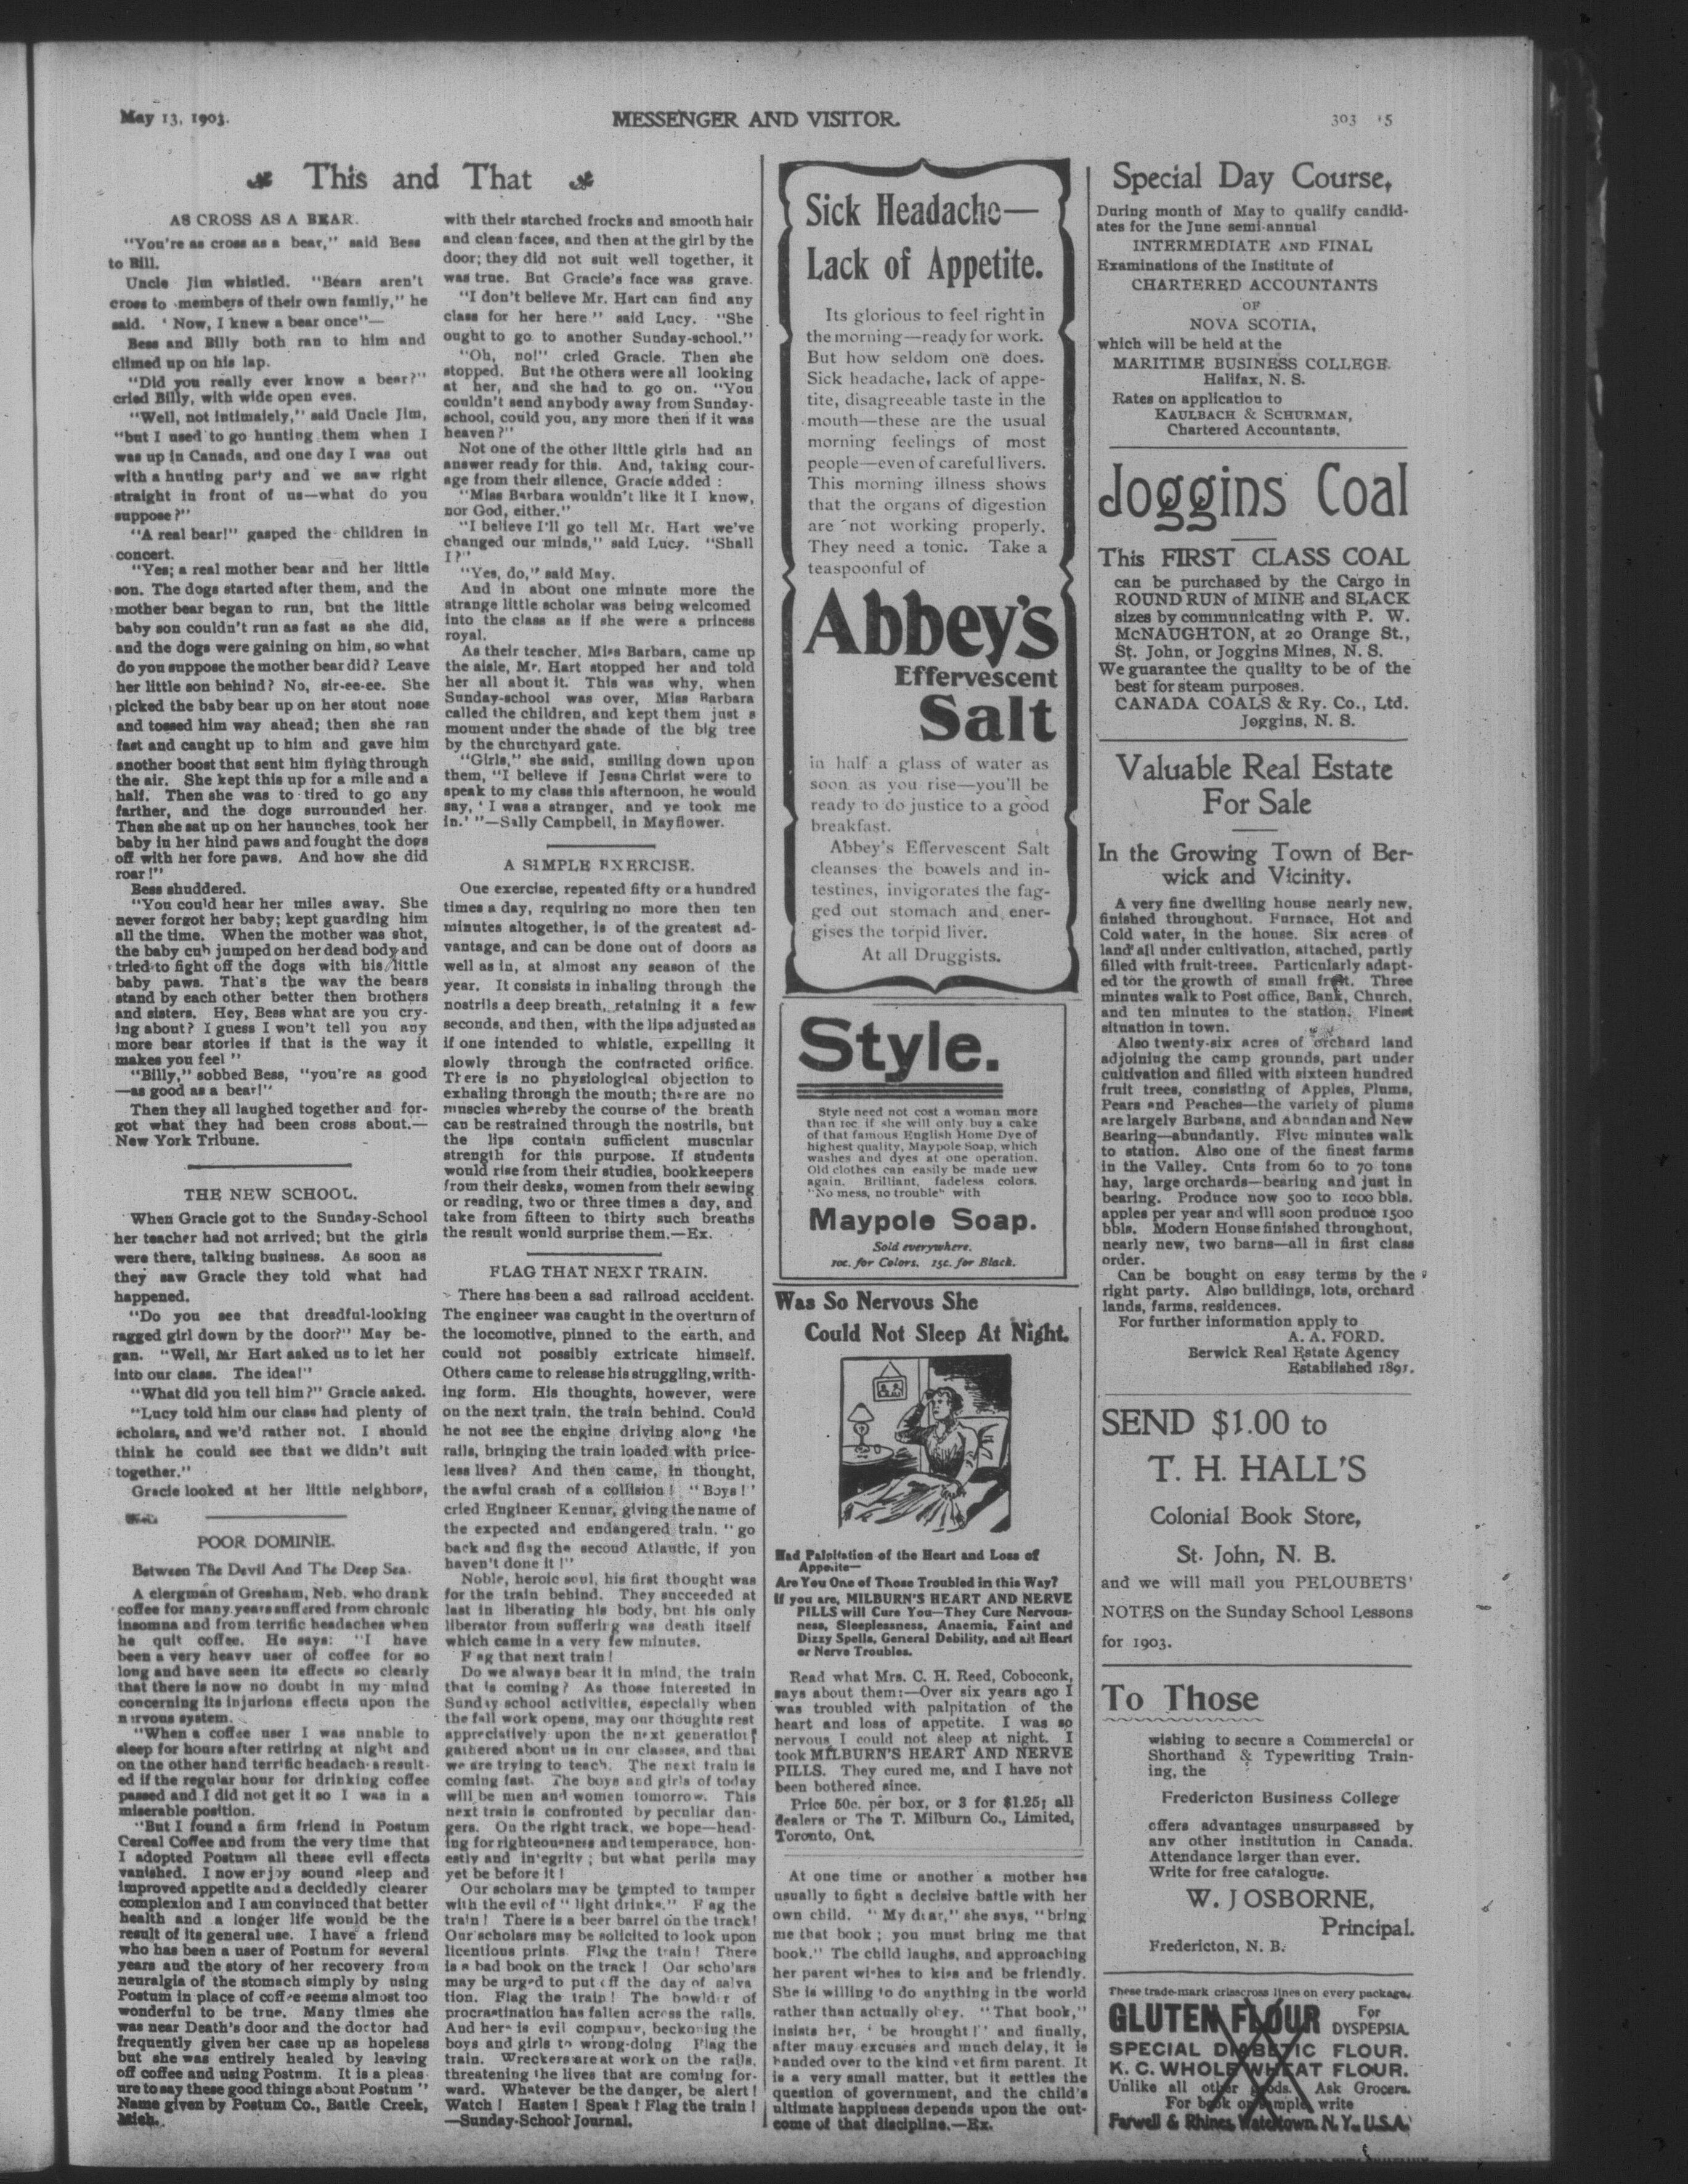 May 13, 1903.
MESSENGER AND VISITOR.
303 15
This and That
AS CROSS AS A BEAR.
"You're as cross as a bear," said Bess
to Bill.
Uncle Jim whistled. "Bears aren't
cross to members of their own family," he
said. ' Now, I knew a bear once"—
Bess and Billy both ran to him and
climed up on his lap.
"Did you really ever know a bear?"
cried Billy, with wide open eves.
"Well, not intimately," said Uncle Jim,
"but I used to go hunting them when I
was up in Canada, and one day I was out
with a hunting party and we saw right
straight in front of us—what do you
suppose?"
"A real bear!" gasped the children in
concert.
"Yes; a real mother bear and her little
son. The dogs started after them, and the
mother bear began to run, but the little
baby son couldn't run as fast as she did,
and the dogs were gaining on him, so what
do you suppose the mother bear did? Leave
her little son behind? No, sir-ee-ee. She
picked the baby bear up on her stout nose
and tossed him way ahead; then she ran
fast and caught up to him and gave him
another boost that sent him flying through
the air. She kept this up for a mile and a
half. Then she was to tired to go any
farther, and the dogs surrounded her.
Then she sat up on her haunches, took her
baby in her hind paws and fought the dogs
off with her fore paws. And how she did
roar!"
Bess shuddered.
"You could hear her miles away. She
never forgot her baby; kept guarding him
all the time. When the mother was shot,
the baby cub jumped on her dead body and
tried to fight off the dogs with his little
baby paws. That's the way the bears
stand by each other better then brothers
and sisters. Hey, Bess what are you cry-
ing about? I guess I won't tell you any
more bear stories if that is the way it
makes you feel "
"Billy," sobbed Bess, "you're as good
—as good as a bear!"
Then they all laughed together and for-
got what they had been cross about.—
New York Tribune.
THE NEW SCHOOL.
When Gracie got to the Sunday-School
her teacher had not arrived; but the girls
were there, talking business. As soon as
they saw Gracie they told what had
happened.
"Do you see that dreadful-looking
ragged girl down by the door?" May be-
gan. "Well, Mr Hart asked us to let her
into our class. The idea!"
"What did you tell him?" Gracie asked.
"Lucy told him our class had plenty of
scholars, and we'd rather not. I should
think he could see that we didn't suit
together."
Gracie looked at her little neighbors,
POOR DOMINIE.
Between The Devil And The Deep Sea.
A clergman of Gresham, Neb. who drank
coffee for many years suffered from chronic
insomna and from terrific headaches when
he quit coffee. He says: "I have
been a very heavy user of coffee for so
long and have seen its effects so clearly
that there is now no doubt in my mind
concerning its injurious effects upon the
nervous system.
"When a coffee user I was unable to
sleep for hours after retiring at night and
on the other hand terrific headach s result-
ed if the regular hour for drinking coffee
passed and I did not get it so I was in a
miserable position.
"But I found a firm friend in Postum
Cereal Coffee and from the very time that
I adopted Postum all these evil effects
vanished. I now enjoy sound sleep and
improved appetite and a decidedly clearer
complexion and I am convinced that better
health and a longer life would be the
result of its general use. I have a friend
who has been a user of Postum for several
years and the story of her recovery from
neuralgia of the stomach simply by using
Postum in place of coffee seems almost too
wonderful to be true. Many times she
was near Death's door and the doctor had
frequently given her case up as hopeless
but she was entirely healed by leaving
off coffee and using Postum. It is a pleas
ure to say these good things about Postum "
Name given by Postum Co., Battle Creek,
Mich.
with their starched frocks and smooth hair
and clean faces, and then at the girl by the
door; they did not suit well together, it
was true. But Gracie's face was grave.
"I don't believe Mr. Hart can find any
class for her here" said Lucy. "She
ought to go to another Sunday-school."
"Oh, no!" cried Gracie. Then she
stopped. But the others were all looking
at her, and she had to go on. "You
couldn't send anybody away from Sunday-
school, could you, any more then if it was
heaven?"
Not one of the other little girls had an
answer ready for this. And, taking cour-
age from their silence, Gracie added :
"Miss Barbara wouldn't like it I know,
nor God, either."
"I believe I'll go tell Mr. Hart we've
changed our minds," said Lucy. "Shall
I?"
"Yes, do," said May.
And in about one minute more the
strange little scholar was being welcomed
into the class as if she were a princess
royal.
As their teacher, Miss Barbara, came up
the aisle, Mr. Hart stopped her and told
her all about it. This was why, when
Sunday-school was over, Miss Barbara
called the children, and kept them just a
moment under the shade of the big tree
by the churchyard gate.
"Girls," she said, smiling down upon
them, "I believe if Jesus Christ were to
speak to my class this afternoon, he would
say, ' I was a stranger, and ye took me
in.' "—Sally Campbell, in Mayflower.
A SIMPLE EXERCISE.
One exercise, repeated fifty or a hundred
times a day, requiring no more then ten
minutes altogether, is of the greatest ad-
vantage, and can be done out of doors as
well as in, at almost any season of the
year. It consists in inhaling through the
nostrils a deep breath, retaining it a few
seconds, and then, with the lips adjusted as
if one intended to whistle, expelling it
slowly through the contracted orifice.
There is no physiological objection to
exhaling through the mouth; there are no
muscles whereby the course of the breath
can be restrained through the nostrils, but
the lips contain sufficient muscular
strength for this purpose. If students
would rise from their studies, bookkeepers
from their desks, women from their sewing
or reading, two or three times a day, and
take from fifteen to thirty such breaths
the result would surprise them.—Ex.
FLAG THAT NEXT TRAIN.
There has been a sad railroad accident.
The engineer was caught in the overturn of
the locomotive, pinned to the earth, and
could not possibly extricate himself.
Others came to release his struggling, writh-
ing form. His thoughts, however, were
on the next train, the train behind. Could
he not see the engine driving along the
rails, bringing the train loaded with price-
less lives? And then came, in thought,
the awful crash of a collision! "Boys!"
cried Engineer Kennar, giving the name of
the expected and endangered train. "go
back and flag the second Atlantic, if you
haven't done it!"
Noble, heroic soul, his first thought was
for the train behind. They succeeded at
last in liberating his body, but his only
liberator from suffering was death itself
which came in a very few minutes.
F ag that next train!
Do we always bear it in mind, the train
that is coming? As those interested in
Sunday school activities, especially when
the fall work opens, may our thoughts rest
appreciatively upon the next generation
gathered about us in our classes, and that
we are trying to teach. The next train is
coming fast. The boys and girls of today
will be men and women tomorrow. This
next train is confronted by peculiar dan-
gers. On the right track, we hope—head-
ing for righteousness and temperance, hon-
estly and integrity ; but what perils may
yet be before it!
Our scholars may be tempted to tamper
with the evil of " light drinks." F ag the
train! There is a beer barrel on the track!
Our scholars may be solicited to look upon
licentious prints. Flag the train! There
is a bad book on the track! Our scholars
may be urged to put off the day of salva
tion. Flag the train! The bowlder of
procrastination has fallen across the rails.
And here is evil company, beckoning the
boys and girls to wrong-doing Flag the
train. Wreckers are at work on the rails,
threatening the lives that are coming for-
ward. Whatever be the danger, be alert!
Watch! Hasten! Speak! Flag the train!
—Sunday-School Journal.
Sick Headache—
Lack of Appetite.
Its glorious to feel right in
the morning—ready for work.
But how seldom one does.
Sick headache, lack of appe-
tite, disagreeable taste in the
mouth—these are the usual
morning feelings of most
people—even of careful livers.
This morning illness shows
that the organs of digestion
are not working properly.
They need a tonic. Take a
teaspoonful of
Abbey's
Effervescent
Salt
in half a glass of water as
soon as you rise—you'll be
ready to do justice to a good
breakfast.
Abbey's Effervescent Salt
cleanses the bowels and in-
testines, invigorates the fag-
ged out stomach and ener-
gises the torpid liver.
At all Druggists.
Style.
Style need not cost a woman more
than 10c if she will only buy a cake
of that famous English Home Dye of
highest quality, Maypole Soap, which
washes and dyes at one operation.
Old clothes can easily be made new
again. Brilliant, fadeless colors.
"No mess, no trouble" with
Maypole Soap.
Sold everywhere.
10c. for Colors. 15c. for Black.
Was So Nervous She
Could Not Sleep At Night.
Had Palpitation of the Heart and Loss of
Appetite—
Are You One of Those Troubled in this Way?
If you are, MILBURN'S HEART AND NERVE
PILLS will Cure You—They Cure Nervous-
ness, Sleeplessness, Anaemia, Faint and
Dizzy Spells, General Debility, and all Heart
or Nerve Troubles.
Read what Mrs. C. H. Reed, Coboconk,
says about them:—Over six years ago I
was troubled with palpitation of the
heart and loss of appetite. I was so
nervous I could not sleep at night. I
took MILBURN'S HEART AND NERVE
PILLS. They cured me, and I have not
been bothered since.
Price 50c. per box, or 3 for $1.25; all
dealers or The T. Milburn Co., Limited,
Toronto, Ont.
At one time or another a mother has
usually to fight a decisive battle with her
own child. "My dear," she says, "bring
me that book ; you must bring me that
book." The child laughs, and approaching
her parent wishes to kiss and be friendly.
She is willing to do anything in the world
rather than actually obey. "That book,"
insists her, ' be brought!" and finally,
after many excuses and much delay, it is
handed over to the kind yet firm parent. It
is a very small matter, but it settles the
question of government, and the child's
ultimate happiness depends upon the out-
come of that discipline.—Ex.
Special Day Course,
During month of May to qualify candid-
ates for the June semi-annual
INTERMEDIATE AND FINAL
Examinations of the Institute of
CHARTERED ACCOUNTANTS
OF
NOVA SCOTIA,
which will be held at the
MARITIME BUSINESS COLLEGE
Halifax, N. S.
Rates on application to
KAULBACH & SCHURMAN,
Chartered Accountants,
Joggins Coal
This FIRST CLASS COAL
can be purchased by the Cargo in
ROUND RUN of MINE and SLACK
sizes by communicating with P. W.
McNAUGHTON, at 20 Orange St.,
St. John, or Joggins Mines, N. S.
We guarantee the quality to be of the
best for steam purposes.
CANADA COALS & Ry. Co., Ltd.
Joggins, N. S.
Valuable Real Estate
For Sale
In the Growing Town of Ber-
wick and Vicinity.
A very fine dwelling house nearly new,
finished throughout. Furnace, Hot and
Cold water, in the house. Six acres of
land all under cultivation, attached, partly
filled with fruit-trees. Particularly adapt-
ed tor the growth of small fruit. Three
minutes walk to Post office, Bank, Church,
and ten minutes to the station. Finest
situation in town.
Also twenty-six acres of orchard land
adjoining the camp grounds, part under
cultivation and filled with sixteen hundred
fruit trees, consisting of Apples, Plums,
Pears and Peaches—the variety of plums
are largely Burbans, and Abundan and New
Bearing—abundantly. Five minutes walk
to station. Also one of the finest farms
in the Valley. Cuts from 60 to 70 tons
hay, large orchards—bearing and just in
bearing. Produce now 500 to 1000 bbls.
apples per year and will soon produce 1500
bbls. Modern House finished throughout,
nearly new, two barns—all in first class
order.
Can be bought on easy terms by the
right party. Also buildings, lots, orchard
lands, farms, residences.
For further information apply to
A. A. FORD.
Berwick Real Estate Agency
Established 1891.
SEND $1.00 to
T. H. HALL'S
Colonial Book Store,
St. John, N. B.
and we will mail you PELOUBETS'
NOTES on the Sunday School Lessons
for 1903.
To Those
wishing to secure a Commercial or
Shorthand & Typewriting Train-
ing, the
Fredericton Business College
offers advantages unsurpassed by
any other institution in Canada.
Attendance larger than ever.
Write for free catalogue.
W. J OSBORNE,
Principal.
Fredericton, N. B.
These trade-mark crisscross lines on every package.
GLUTEN FLOUR For
DYSPEPSIA.
SPECIAL DIABETIC FLOUR.
K. C. WHOLE WHEAT FLOUR.
Unlike all other goods. Ask Grocers.
For book or sample write
Farwell & Rhines, Watertown, N. Y., U.S.A.